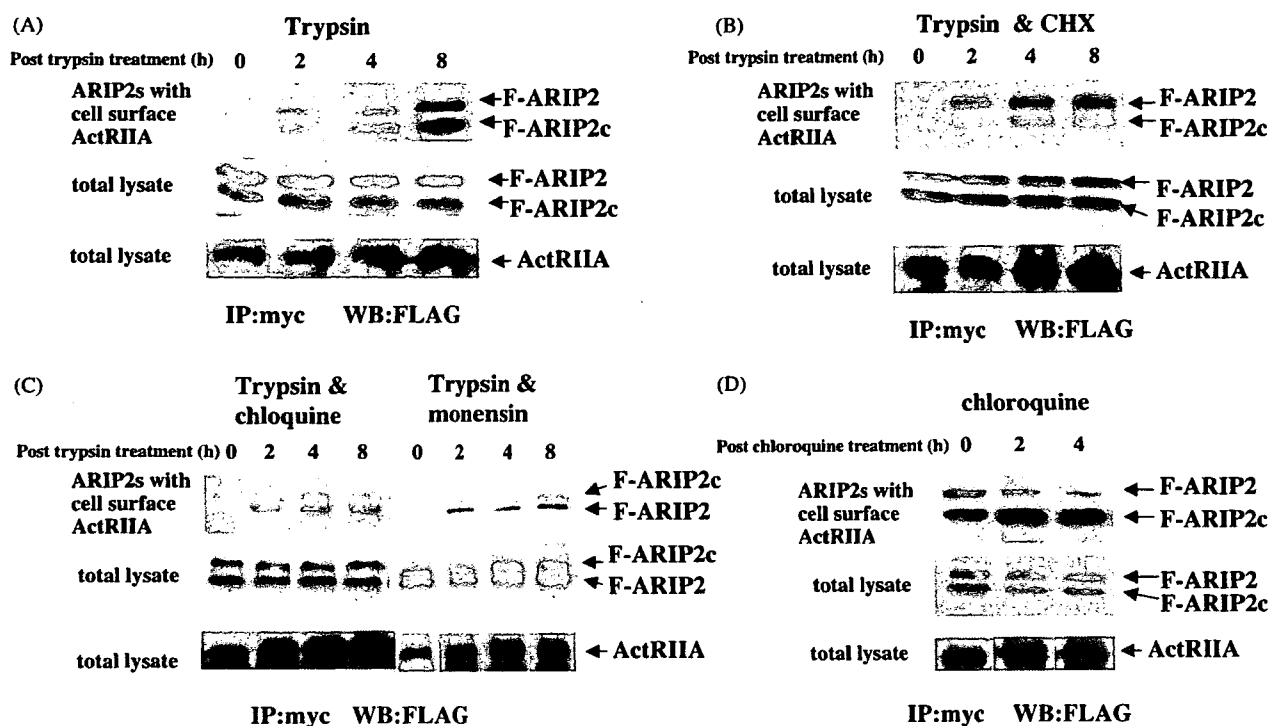 (A)
Trypsin
Post trypsin treatment (h) 0 2 4 8
ARIP2s with
cell surface
ActRIIA
F-ARIP2
F-ARIP2c
total lysate
F-ARIP2
F-ARIP2c
total lysate
ActRIIA
IP:myc WB:FLAG
(B)
Trypsin & CHX
Post trypsin treatment (h) 0 2 4 8
ARIP2s with
cell surface
ActRIIA
F-ARIP2
F-ARIP2c
total lysate
F-ARIP2
F-ARIP2c
total lysate
ActRIIA
IP:myc WB:FLAG
(C)
Trypsin &
chloquine
Trypsin &
monensin
Post trypsin treatment (h) 0 2 4 8 0 2 4 8
ARIP2s with
cell surface
ActRIIA
F-ARIP2c
F-ARIP2
total lysate
F-ARIP2c
F-ARIP2
total lysate
ActRIIA
IP:myc WB:FLAG
(D)
chloroquine
Post chloroquine treatment (h) 0 2 4
ARIP2s with
cell surface
ActRIIA
F-ARIP2
F-ARIP2c
total lysate
F-ARIP2
F-ARIP2c
total lysate
ActRIIA
IP:myc WB:FLAG